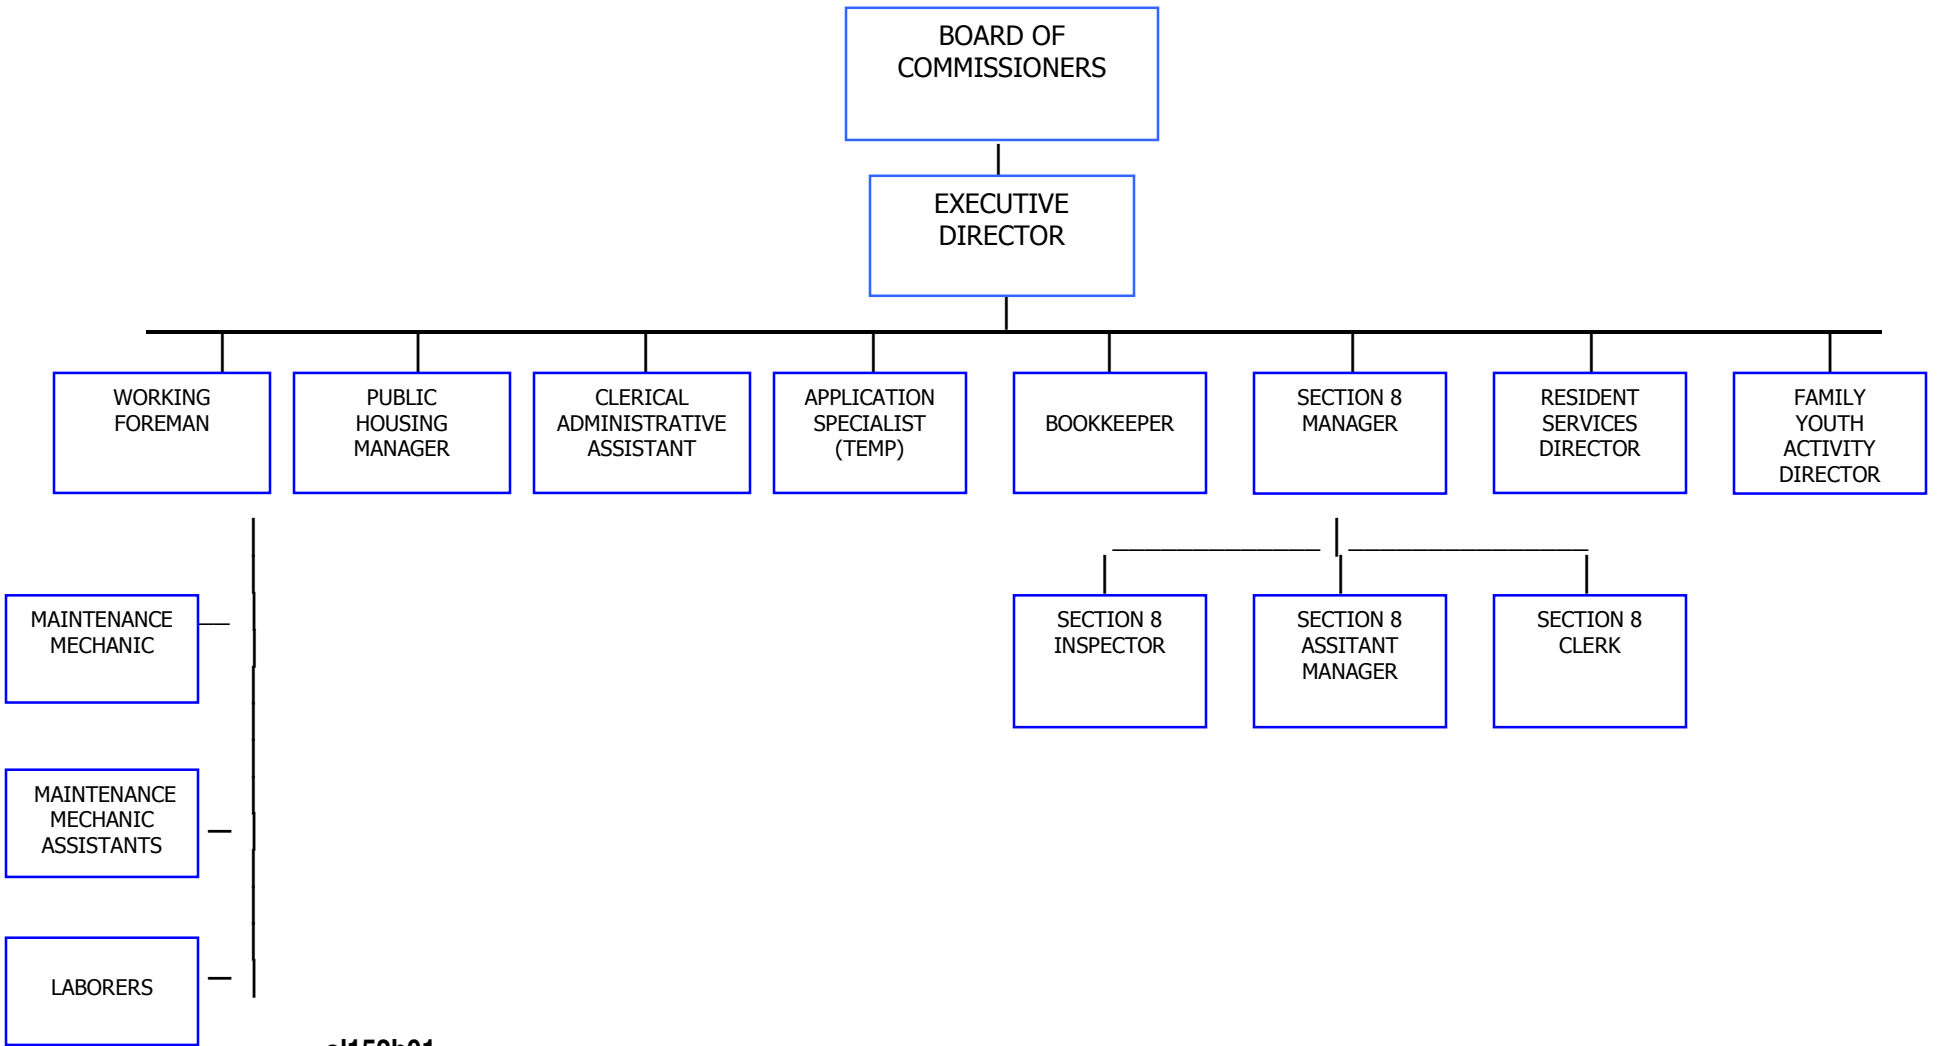 BOARD OF
COMMISSIONERS
EXECUTIVE
DIRECTOR
WORKING
FOREMAN
PUBLIC
HOUSING
MANAGER
CLERICAL
ADMINISTRATIVE
ASSISTANT
APPLICATION
SPECIALIST
(TEMP)
BOOKKEEPER
SECTION 8
MANAGER
RESIDENT
SERVICES
DIRECTOR
FAMILY
YOUTH
ACTIVITY
DIRECTOR
MAINTENANCE
MECHANIC
SECTION 8
INSPECTOR
SECTION 8
ASSITANT
MANAGER
SECTION 8
CLERK
MAINTENANCE
MECHANIC
ASSISTANTS
LABORERS